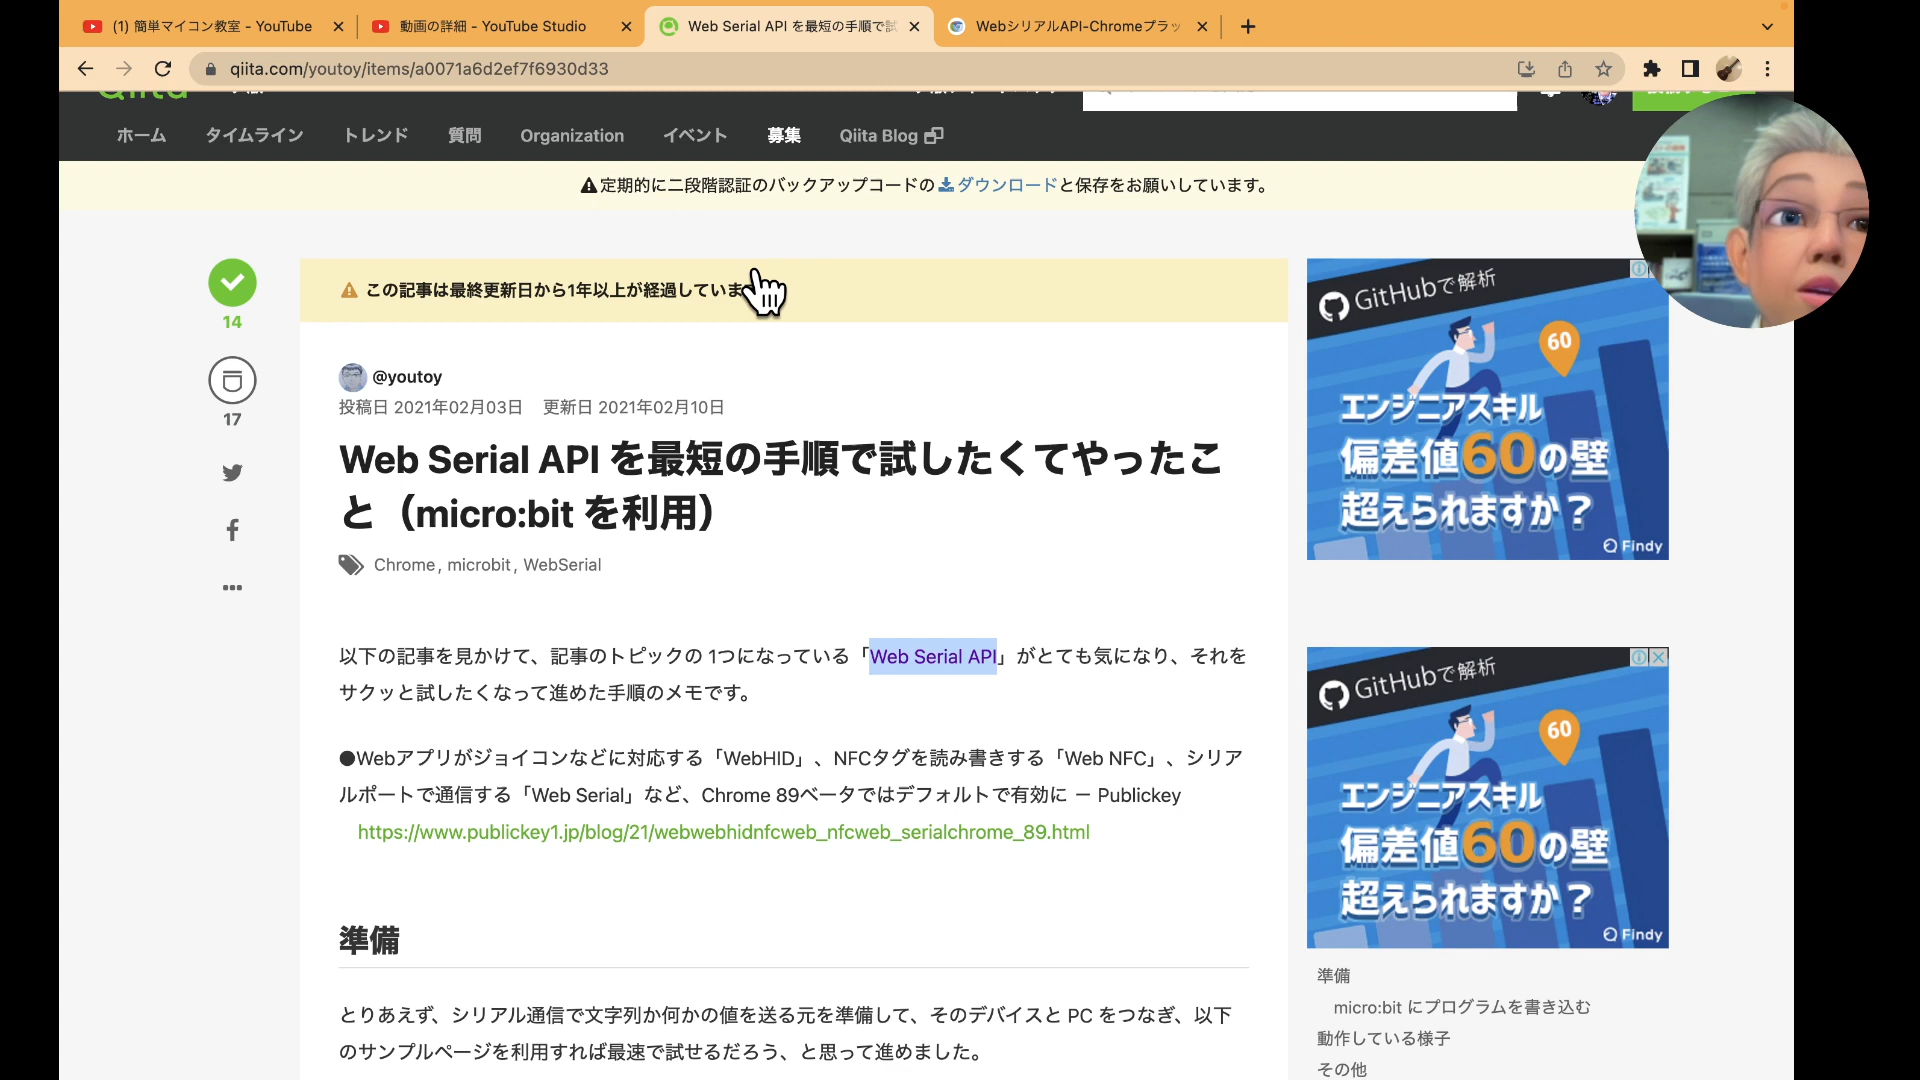 (1) 簡単マイコン教室 - YouTube
動画の詳細 - YouTube Studio
Web Serial API を最短の手順で試
WebシリアルAPI-Chromeプラッ
qiita.com/youtoy/items/a0071a6d2ef7f6930d33
ホーム タイムライン トレンド 質問 Organization イベント 募集 Qiita Blog
定期的に二段階認証のバックアップコードの ダウンロードと保存をお願いしています。
14
17
この記事は最終更新日から1年以上が経過していま
@youtoy
投稿日 2021年02月03日 更新日 2021年02月10日
Web Serial API を最短の手順で試したくてやったこ
と（micro:bit を利用）
Chrome, microbit, WebSerial
以下の記事を見かけて、記事のトピックの 1つになっている「Web Serial API」がとても気になり、それを
サクッと試したくなって進めた手順のメモです。
●Webアプリがジョイコンなどに対応する「WebHID」、NFCタグを読み書きする「Web NFC」、シリア
ルポートで通信する「Web Serial」など、Chrome 89ベータではデフォルトで有効に － Publickey
https://www.publickey1.jp/blog/21/webwebhidnfcweb_nfcweb_serialchrome_89.html
準備
とりあえず、シリアル通信で文字列か何かの値を送る元を準備して、そのデバイスと PC をつなぎ、以下
のサンプルページを利用すれば最速で試せるだろう、と思って進めました。
GitHubで解析
60
エンジニアスキル
偏差値60の壁
超えられますか？
Findy
GitHubで解析
60
エンジニアスキル
偏差値60の壁
超えられますか？
Findy
準備
micro:bit にプログラムを書き込む
動作している様子
その他